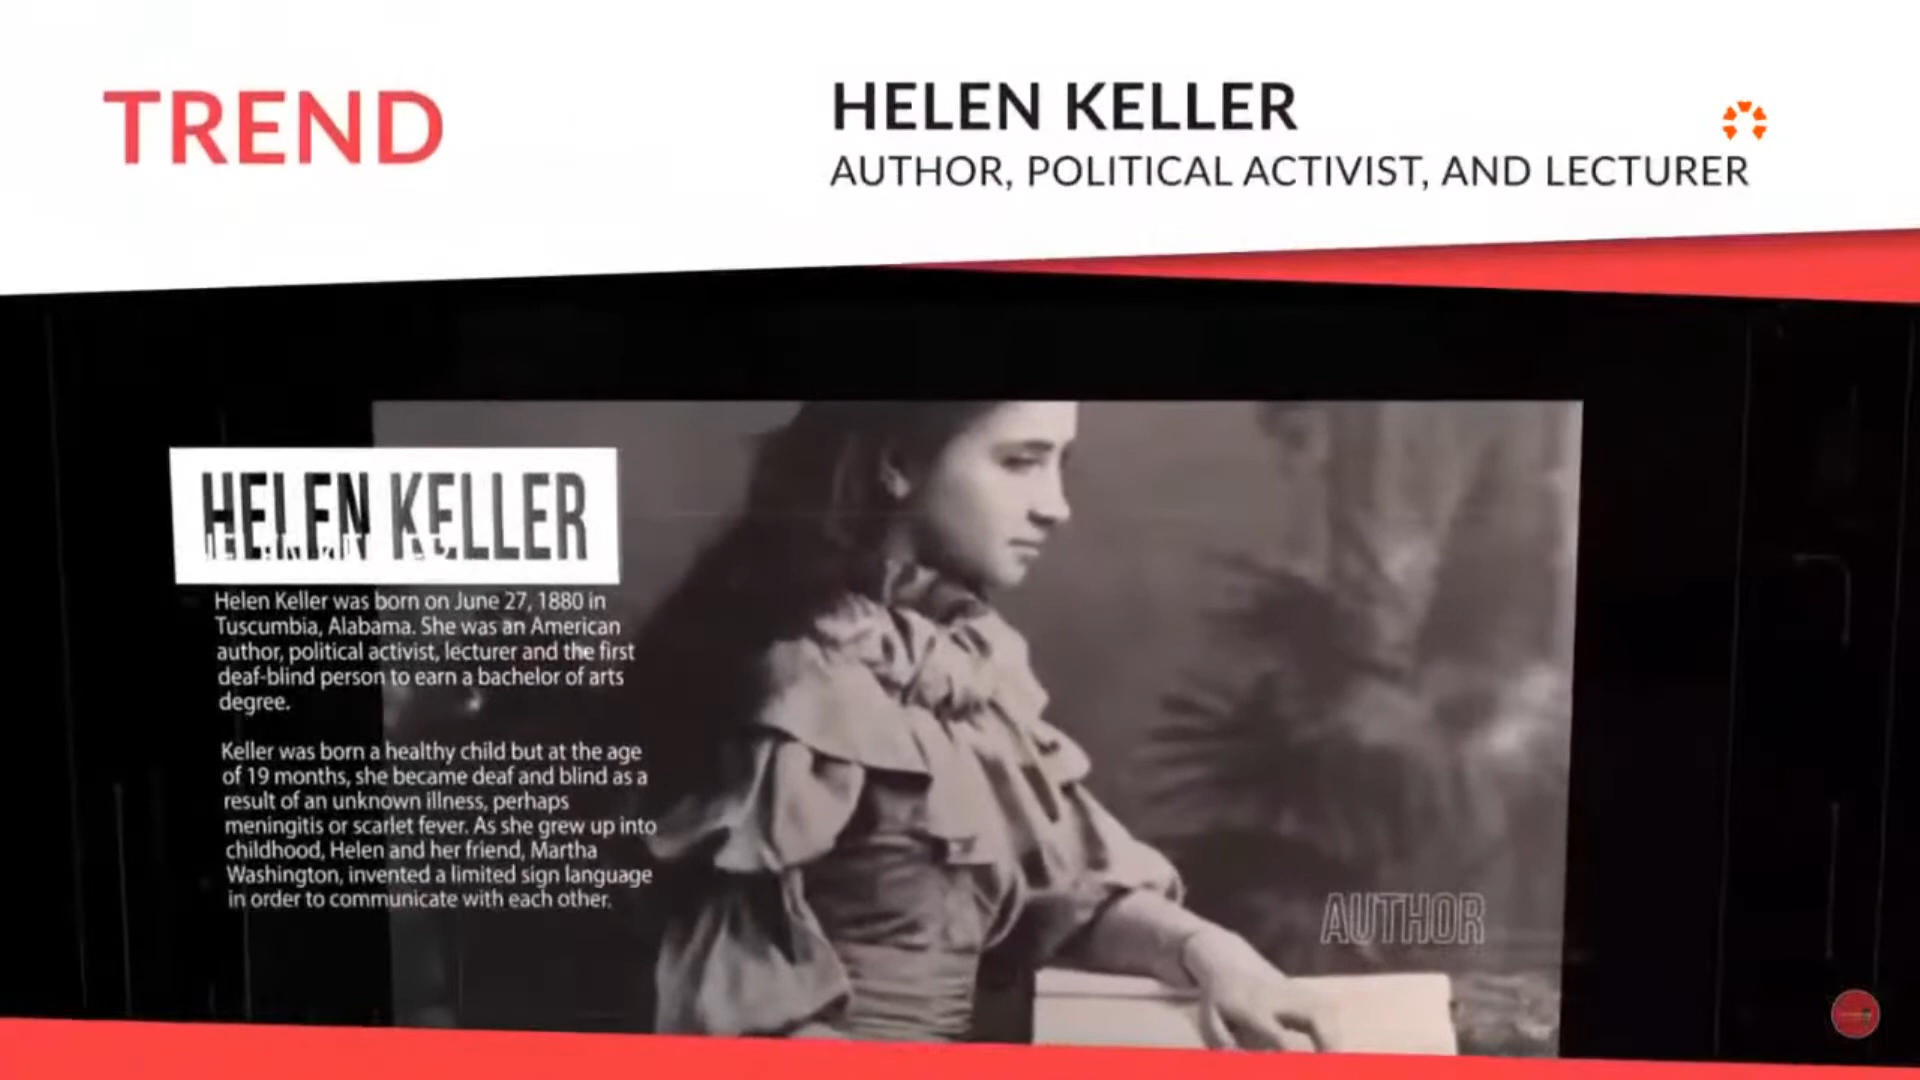 TREND
HELEN KELLER
AUTHOR, POLITICAL ACTIVIST, AND LECTURER
HELEN KELLER
Helen Keller was born on June 27, 1880 in
Tuscumbia, Alabama. She was an American
author, political activist, lecturer and the first
deaf-blind person to earn a bachelor of arts
degree.
Keller was born a healthy child but at the age
of 19 months, she became deaf and blind as a
result of an unknown illness, perhaps
meningitis or scarlet fever. As she grew up into
childhood, Helen and her friend, Martha
Washington, invented a limited sign language
in order to communicate with each other.
AUTHOR